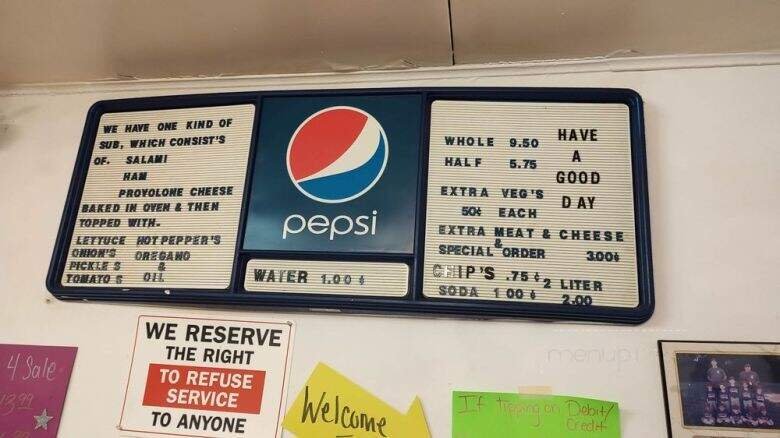 WE HAVE ONE KIND OF
SUB, WHICH CONSIST'S
OF. SALAMI
HAM
PROVOLONE CHEESE
BAKED IN OVEN & THEN
TOPPED WITH.
LETTUCE HOT PEPPER'S
ONION'S OREGANO
PICKLE S &
TOMATO S OIL
pepsi
WATER 1.00¢
WHOLE 9.50
HALF 5.75
HAVE
A
GOOD
DAY
EXTRA VEG'S
50¢ EACH
EXTRA MEAT & CHEESE
&
SPECIAL ORDER 3.00¢
CHIP'S .75¢ 2 LITER
SODA 1 00¢ 2.00
4 Sale
WE RESERVE
THE RIGHT
TO REFUSE
SERVICE
TO ANYONE
Welcome
If Tipping on Debit/
Credit
menupix